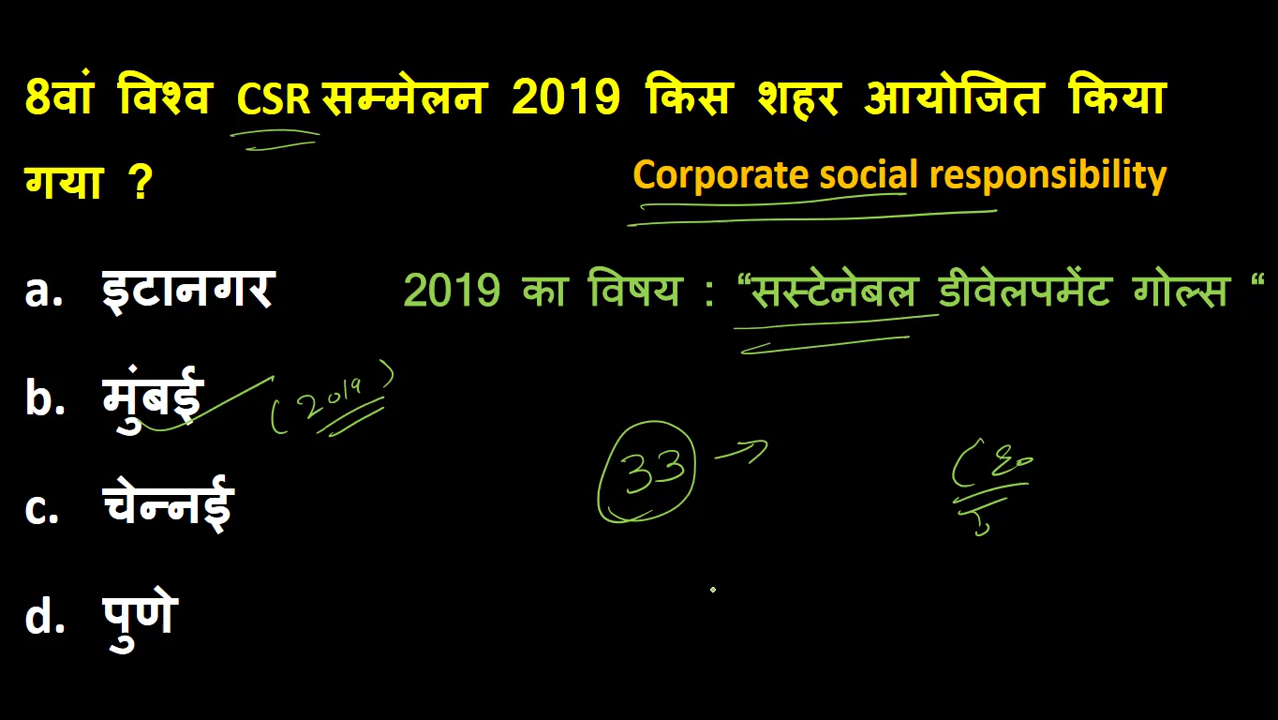 8वां विश्व CSR सम्मेलन 2019 किस शहर आयोजित किया
गया ?
Corporate social responsibility
a. इटानगर
2019 का विषय : “सस्टेनेबल डीवेलपमेंट गोल्स “
b. मुंबई
(2019)
c. चेन्नई
33
d. पुणे